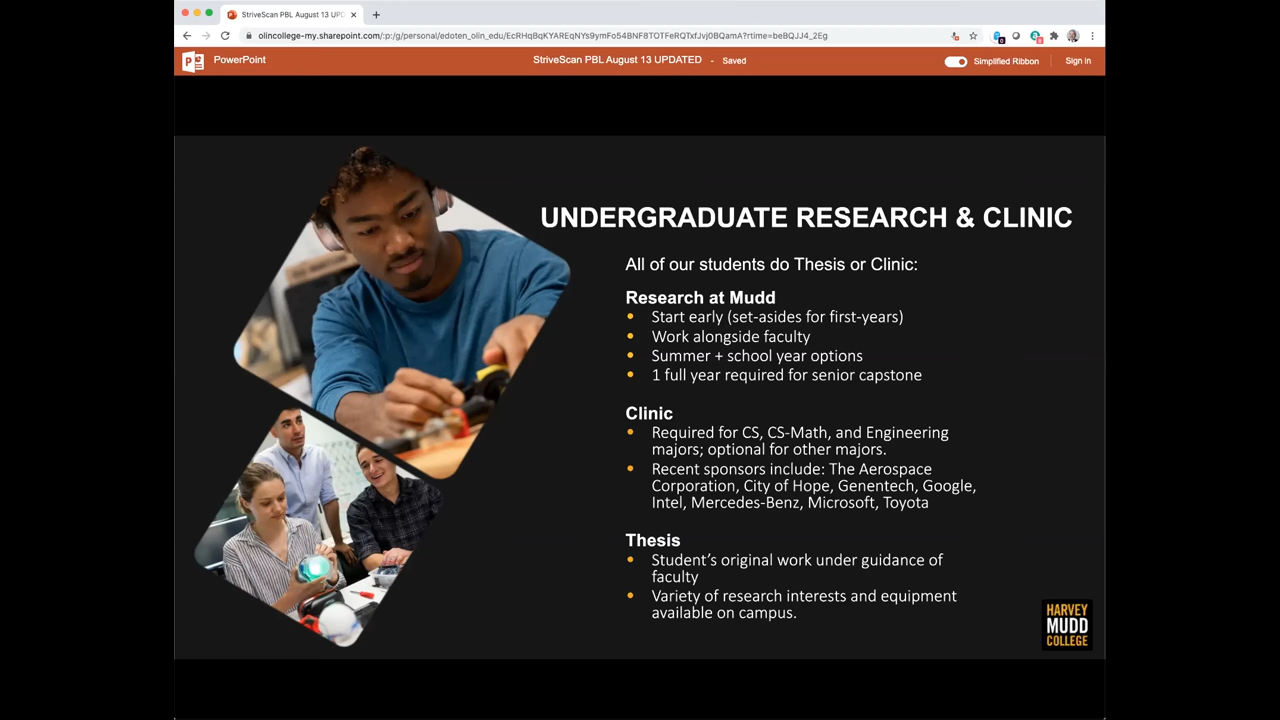 StriveScan PBL August 13 UPD
olincollege-my.sharepoint.com/:p:/g/personal/edoten_olin_edu/EcRHqBqKYAREqNYs9ymFo54BNF8TOTFeRQTxfJvj0BQamA?rtime=beBQJJ4_2Eg
PowerPoint
StriveScan PBL August 13 UPDATED - Saved
Simplified Ribbon
Sign in
UNDERGRADUATE RESEARCH & CLINIC
All of our students do Thesis or Clinic:
Research at Mudd
• Start early (set-asides for first-years)
• Work alongside faculty
• Summer + school year options
• 1 full year required for senior capstone
Clinic
• Required for CS, CS-Math, and Engineering
majors; optional for other majors.
• Recent sponsors include: The Aerospace
Corporation, City of Hope, Genentech, Google,
Intel, Mercedes-Benz, Microsoft, Toyota
Thesis
• Student’s original work under guidance of
faculty
• Variety of research interests and equipment
available on campus.
HARVEY
MUDD
COLLEGE